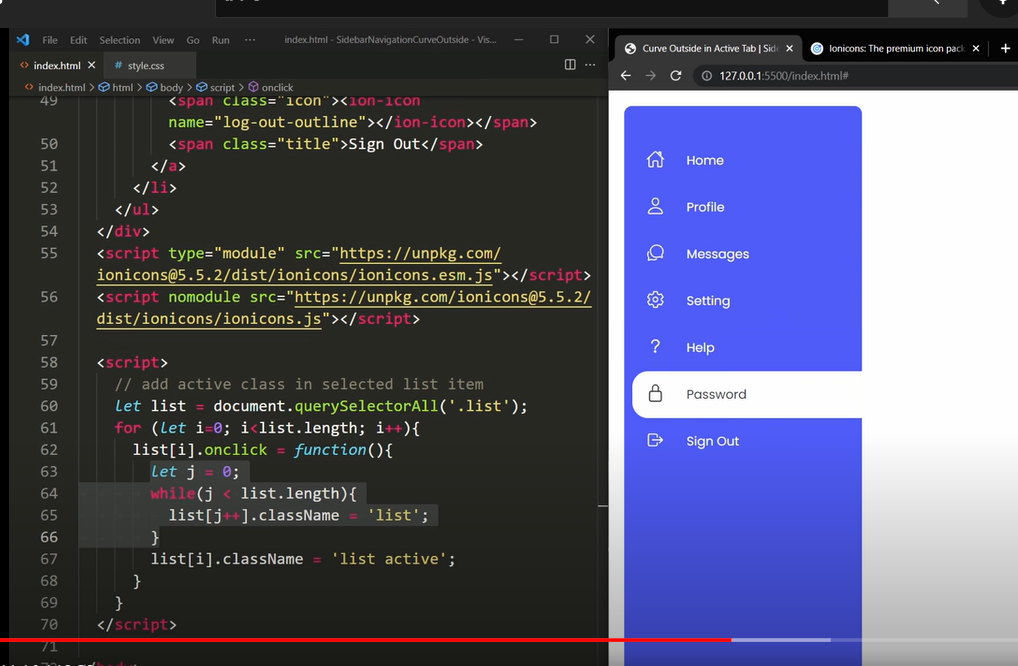 File Edit Selection View Go Run ··· index.html - SidebarNavigationCurveOutside - Vis...
index.html # style.css
index.html > html > body > script > onclick
49 <span class="icon"><ion-icon
name="log-out-outline"></ion-icon></span>
50 <span class="title">Sign Out</span>
51 </a>
52 </li>
53 </ul>
54 </div>
55 <script type="module" src="https://unpkg.com/
ionicons@5.5.2/dist/ionicons/ionicons.esm.js"></script>
56 <script nomodule src="https://unpkg.com/ionicons@5.5.2/
dist/ionicons/ionicons.js"></script>
57
58 <script>
59 // add active class in selected list item
60 let list = document.querySelectorAll('.list');
61 for (let i=0; i<list.length; i++){
62 list[i].onclick = function(){
63 let j = 0;
64 while(j < list.length){
65 list[j++].className = 'list';
66 }
67 list[i].className = 'list active';
68 }
69 }
70 </script>
71
Curve Outside in Active Tab | Sid
Ionicons: The premium icon pack
127.0.0.1:5500/index.html#
Home
Profile
Messages
Setting
Help
Password
Sign Out